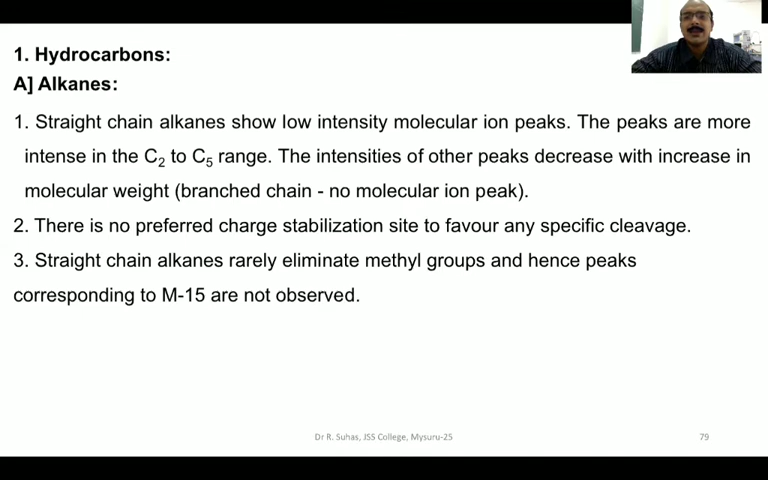 1. Hydrocarbons:
A] Alkanes:
1. Straight chain alkanes show low intensity molecular ion peaks. The peaks are more
intense in the C₂ to C₅ range. The intensities of other peaks decrease with increase in
molecular weight (branched chain - no molecular ion peak).
2. There is no preferred charge stabilization site to favour any specific cleavage.
3. Straight chain alkanes rarely eliminate methyl groups and hence peaks
corresponding to M-15 are not observed.
Dr R. Suhas, JSS College, Mysuru-25
79